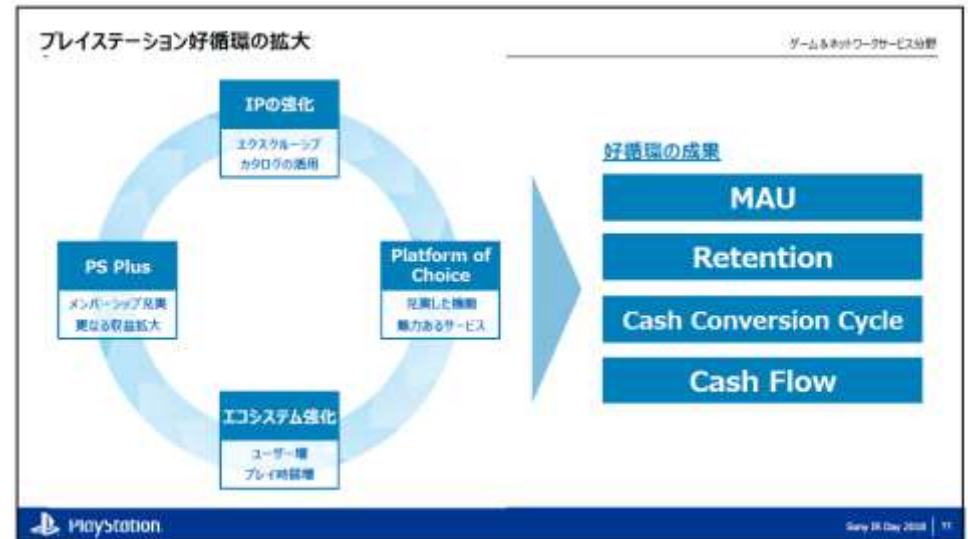 プレイステーション好循環の拡大
ゲーム&ネットワークサービス分野
IPの強化
エクスクルーシブ
カタログの活用
Platform of
Choice
充実した機能
魅力あるサービス
エコシステム強化
ユーザー増
プレイ時間増
PS Plus
メンバーシップ充実
更なる収益拡大
好循環の成果
MAU
Retention
Cash Conversion Cycle
Cash Flow
PlayStation
Sony IR Day 2018